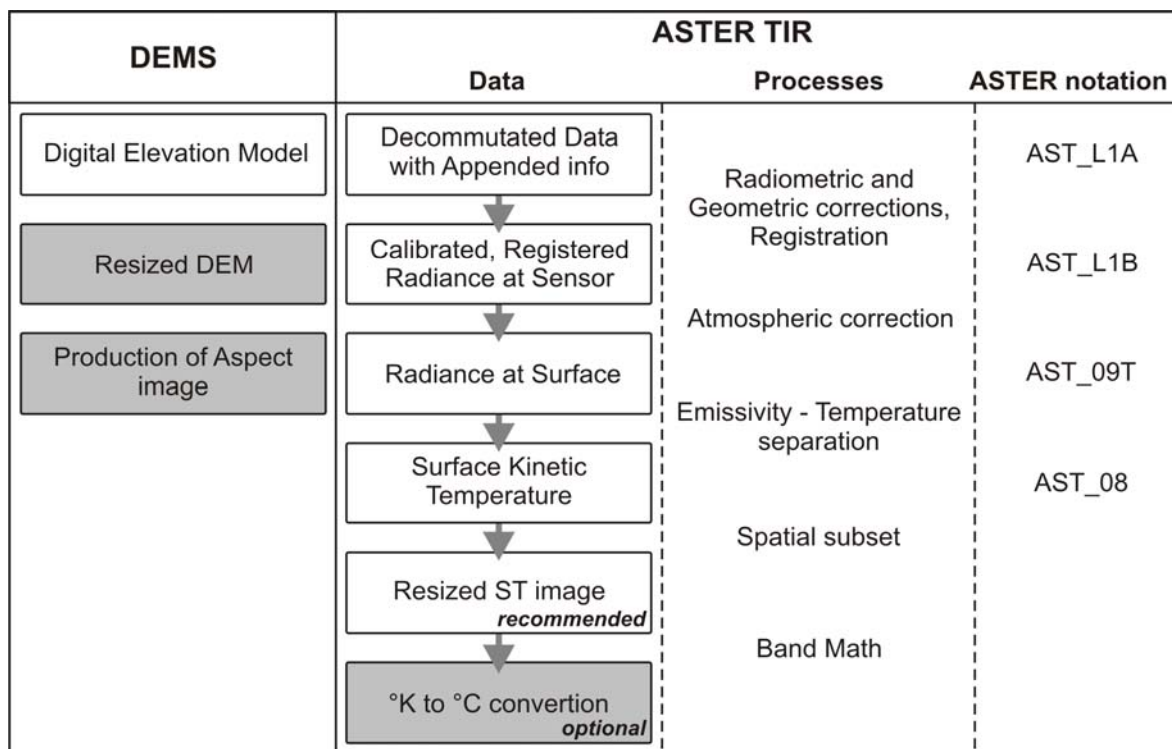 DEMS
Digital Elevation Model
Resized DEM
Production of Aspect
image
ASTER TIR
Data
Processes
ASTER notation
Decommutated Data
with Appended info
Calibrated, Registered
Radiance at Sensor
Radiance at Surface
Surface Kinetic
Temperature
Resized ST image
recommended
°K to °C convertion
optional
Radiometric and
Geometric corrections,
Registration
Atmospheric correction
Emissivity - Temperature
separation
Spatial subset
Band Math
AST_L1A
AST_L1B
AST_09T
AST_08